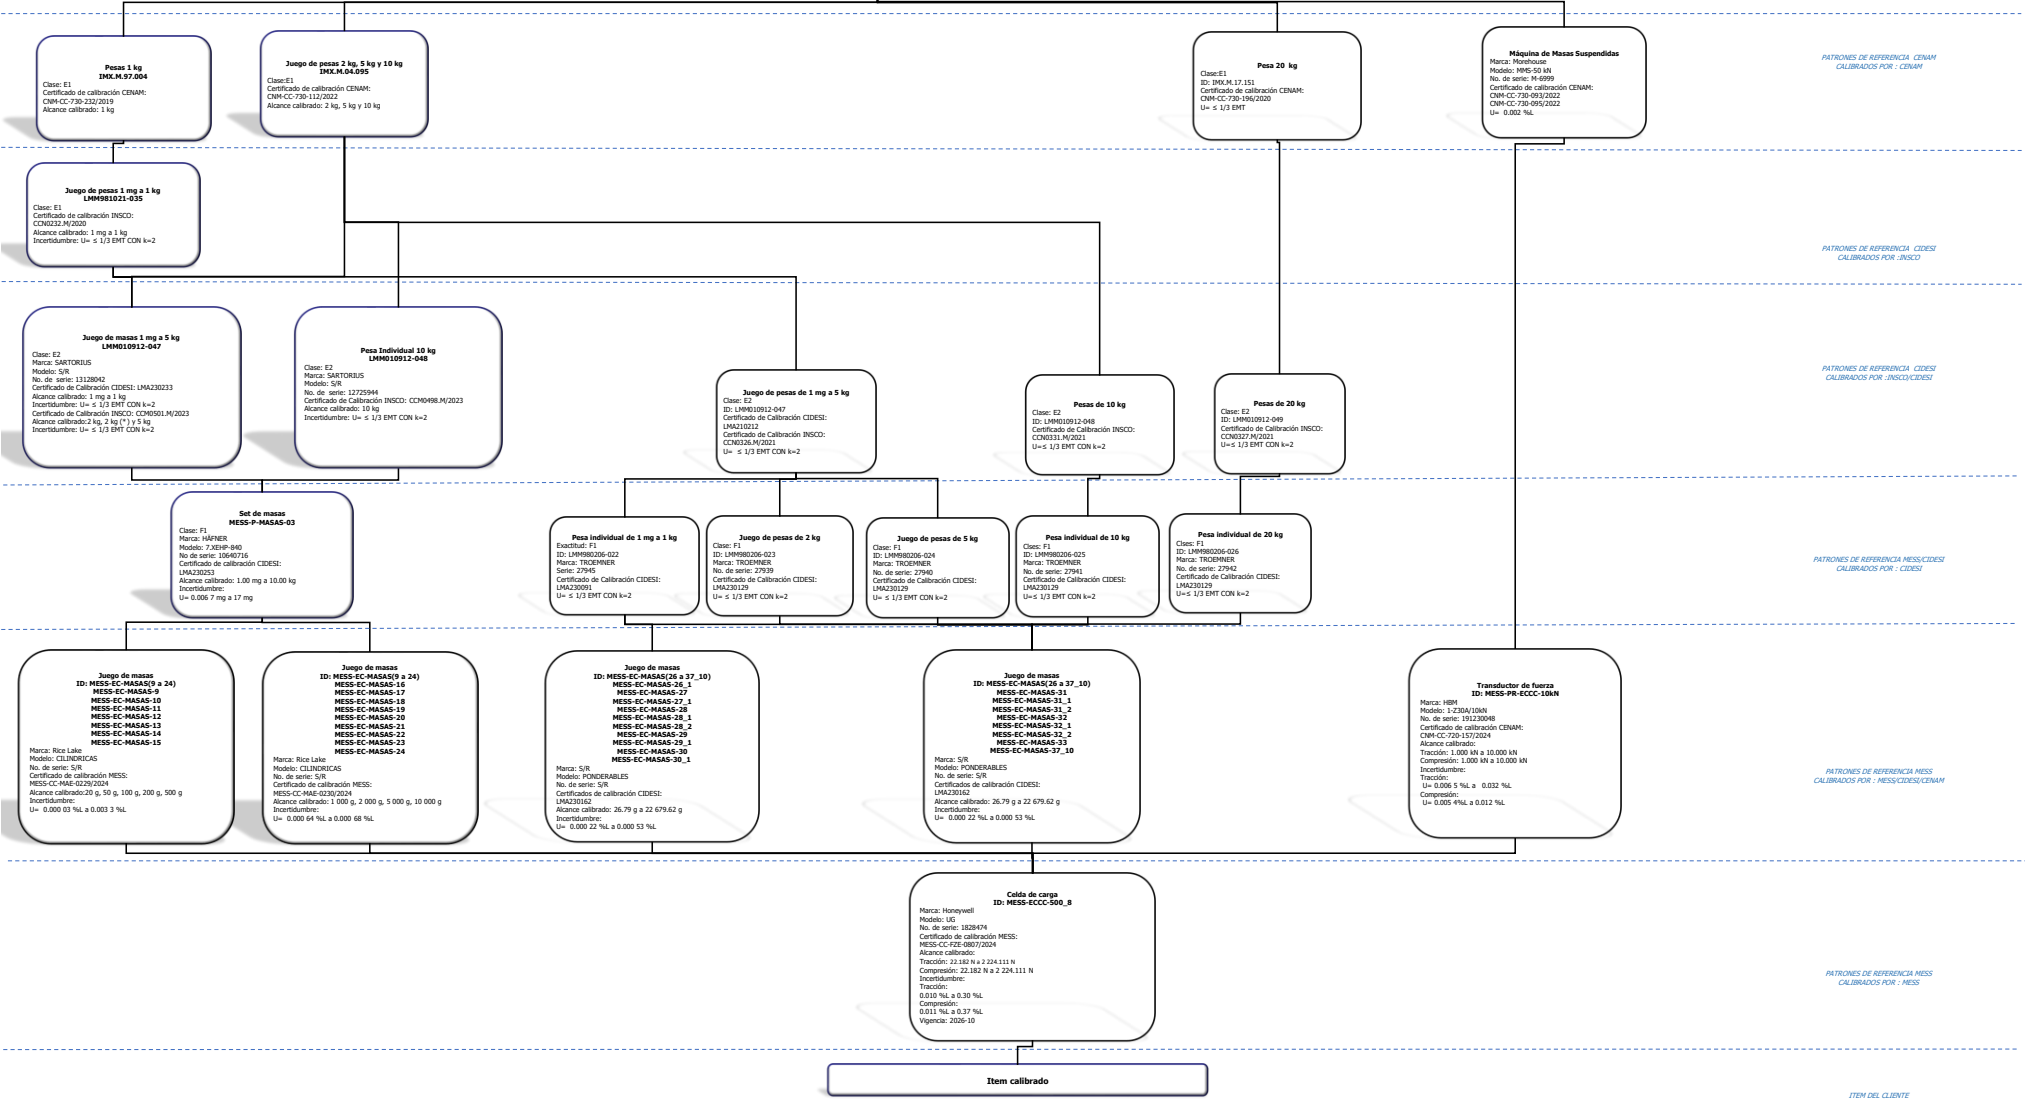 Pesas 1 kg
IMX.M.97.004
Clase: E1
Certificado de calibración CENAM:
CNM-CC-730-232/2019
Alcance calibrado: 1 kg
Juego de pesas 2 kg, 5 kg y 10 kg
IMX.M.04.095
Clase:E1
Certificado de calibración CENAM:
CNM-CC-730-112/2022
Alcance calibrado: 2 kg, 5 kg y 10 kg
Pesa 20 kg
Clase:E1
ID: IMX.M.17.151
Certificado de calibración CENAM:
CNM-CC-730-196/2020
U= ≤ 1/3 EMT
Máquina de Masas Suspendidas
Marca: Morehouse
Modelo: MMS-50 kN
No. de serie: M-6999
Certificado de calibración CENAM:
CNM-CC-730-093/2022
CNM-CC-730-095/2022
U= 0.002 %L
PATRONES DE REFERENCIA CENAM
CALIBRADOS POR : CENAM
Juego de pesas 1 mg a 1 kg
LMM981021-035
Clase: E1
Certificado de calibración INSCO:
CCN0232.M/2020
Alcance calibrado: 1 mg a 1 kg
Incertidumbre: U= ≤ 1/3 EMT CON k=2
PATRONES DE REFERENCIA CIDESI
CALIBRADOS POR :INSCO
Juego de masas 1 mg a 5 kg
LMM010912-047
Clase: E2
Marca: SARTORIUS
Modelo: S/R
No. de serie: 13128042
Certificado de Calibración CIDESI: LMA230233
Alcance calibrado: 1 mg a 1 kg
Incertidumbre: U= ≤ 1/3 EMT CON k=2
Certificado de Calibración INSCO: CCM0501.M/2023
Alcance calibrado:2 kg, 2 kg (*) y 5 kg
Incertidumbre: U= ≤ 1/3 EMT CON k=2
Pesa Individual 10 kg
LMM010912-048
Clase: E2
Marca: SARTORIUS
Modelo: S/R
No. de serie: 12725944
Certificado de Calibración INSCO: CCM0498.M/2023
Alcance calibrado: 10 kg
Incertidumbre: U= ≤ 1/3 EMT CON k=2
Juego de pesas de 1 mg a 5 kg
Clase: E2
ID: LMM010912-047
Certificado de Calibración CIDESI:
LMA210212
Certificado de Calibración INSCO:
CCN0326.M/2021
U= ≤ 1/3 EMT CON k=2
Pesas de 10 kg
Clase: E2
ID: LMM010912-048
Certificado de Calibración INSCO:
CCN0331.M/2021
U=≤ 1/3 EMT CON k=2
Pesas de 20 kg
Clase: E2
ID: LMM010912-049
Certificado de Calibración INSCO:
CCN0327.M/2021
U=≤ 1/3 EMT CON k=2
PATRONES DE REFERENCIA CIDESI
CALIBRADOS POR :INSCO/CIDESI
Set de masas
MESS-P-MASAS-03
Clase: F1
Marca: HÄFNER
Modelo: 7.XEHP-840
No de serie: 10640716
Certificado de calibración CIDESI:
LMA230253
Alcance calibrado: 1.00 mg a 10.00 kg
Incertidumbre:
U= 0.006 7 mg a 17 mg
Pesa individual de 1 mg a 1 kg
Exactitud: F1
ID: LMM980206-022
Marca: TROEMNER
Serie: 27945
Certificado de Calibración CIDESI:
LMA230091
U= ≤ 1/3 EMT CON k=2
Juego de pesas de 2 kg
Clase: F1
ID: LMM980206-023
Marca: TROEMNER
No. de serie: 27939
Certificado de Calibración CIDESI:
LMA230129
U= ≤ 1/3 EMT CON k=2
Juego de pesas de 5 kg
Clase: F1
ID: LMM980206-024
Marca: TROEMNER
No. de serie: 27940
Certificado de Calibración CIDESI:
LMA230129
U= ≤ 1/3 EMT CON k=2
Pesa individual de 10 kg
Clses: F1
ID: LMM980206-025
Marca: TROEMNER
No. de serie: 27941
Certificado de Calibración CIDESI:
LMA230129
U=≤ 1/3 EMT CON k=2
Pesa individual de 20 kg
Clses: F1
ID: LMM980206-026
Marca: TROEMNER
No. de serie: 27942
Certificado de Calibración CIDESI:
LMA230129
U=≤ 1/3 EMT CON k=2
PATRONES DE REFERENCIA MESS/CIDESI
CALIBRADOS POR : CIDESI
Juego de masas
ID: MESS-EC-MASAS(9 a 24)
MESS-EC-MASAS-9
MESS-EC-MASAS-10
MESS-EC-MASAS-11
MESS-EC-MASAS-12
MESS-EC-MASAS-13
MESS-EC-MASAS-14
MESS-EC-MASAS-15
Marca: Rice Lake
Modelo: CILINDRICAS
No. de serie: S/R
Certificado de calibración MESS:
MESS-CC-MAE-0229/2024
Alcance calibrado:20 g, 50 g, 100 g, 200 g, 500 g
Incertidumbre:
U= 0.000 03 %L a 0.003 3 %L
Juego de masas
ID: MESS-EC-MASAS(9 a 24)
MESS-EC-MASAS-16
MESS-EC-MASAS-17
MESS-EC-MASAS-18
MESS-EC-MASAS-19
MESS-EC-MASAS-20
MESS-EC-MASAS-21
MESS-EC-MASAS-22
MESS-EC-MASAS-23
MESS-EC-MASAS-24
Marca: Rice Lake
Modelo: CILINDRICAS
No. de serie: S/R
Certificado de calibración MESS:
MESS-CC-MAE-0230/2024
Alcance calibrado: 1 000 g, 2 000 g, 5 000 g, 10 000 g
Incertidumbre:
U= 0.000 64 %L a 0.000 68 %L
Juego de masas
ID: MESS-EC-MASAS(26 a 37_10)
MESS-EC-MASAS-26_1
MESS-EC-MASAS-27
MESS-EC-MASAS-27_1
MESS-EC-MASAS-28
MESS-EC-MASAS-28_1
MESS-EC-MASAS-28_2
MESS-EC-MASAS-29
MESS-EC-MASAS-29_1
MESS-EC-MASAS-30
MESS-EC-MASAS-30_1
Marca: S/R
Modelo: PONDERABLES
No. de serie: S/R
Certificados de calibración CIDESI:
LMA230162
Alcance calibrado: 26.79 g a 22 679.62 g
Incertidumbre:
U= 0.000 22 %L a 0.000 53 %L
Juego de masas
ID: MESS-EC-MASAS(26 a 37_10)
MESS-EC-MASAS-31
MESS-EC-MASAS-31_1
MESS-EC-MASAS-31_2
MESS-EC-MASAS-32
MESS-EC-MASAS-32_1
MESS-EC-MASAS-32_2
MESS-EC-MASAS-33
MESS-EC-MASAS-37_10
Marca: S/R
Modelo: PONDERABLES
No. de serie: S/R
Certificados de calibración CIDESI:
LMA230162
Alcance calibrado: 26.79 g a 22 679.62 g
Incertidumbre:
U= 0.000 22 %L a 0.000 53 %L
Transductor de fuerza
ID: MESS-PR-ECCC-10kN
Marca: HBM
Modelo: 1-Z30A/10kN
No. de serie: 191230048
Certificado de calibración CENAM:
CNM-CC-720-157/2024
Alcance calibrado:
Tracción: 1.000 kN a 10.000 kN
Compresión: 1.000 kN a 10.000 kN
Incertidumbre:
Tracción:
U= 0.006 5 %L a 0.032 %L
Compresión:
U= 0.005 4%L a 0.012 %L
PATRONES DE REFERENCIA MESS
CALIBRADOS POR : MESS/CIDESI/CENAM
Celda de carga
ID: MESS-ECCC-500_8
Marca: Honeywell
Modelo: UG
No. de serie: 1828474
Certificado de calibración MESS:
MESS-CC-FZE-0807/2024
Alcance calibrado:
Tracción: 22.182 N a 2 224.111 N
Compresión: 22.182 N a 2 224.111 N
Incertidumbre:
Tracción:
0.010 %L a 0.30 %L
Compresión:
0.011 %L a 0.37 %L
Vigencia: 2026-10
PATRONES DE REFERENCIA MESS
CALIBRADOS POR : MESS
Item calibrado
ITEM DEL CLIENTE